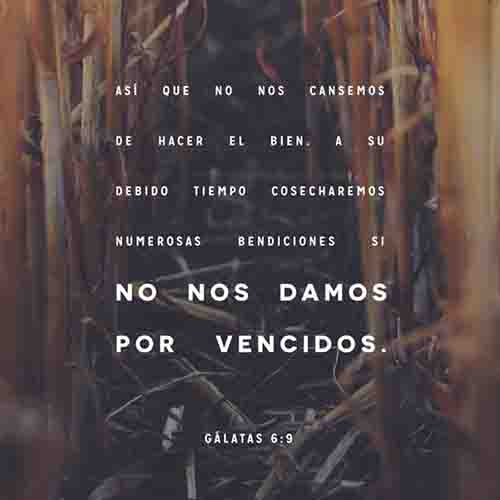 ASÍ QUE NO NOS CANSEMOS
DE HACER EL BIEN. A SU
DEBIDO TIEMPO COSECHAREMOS
NUMEROSAS BENDICIONES SI
NO NOS DAMOS
POR VENCIDOS.
GÁLATAS 6:9